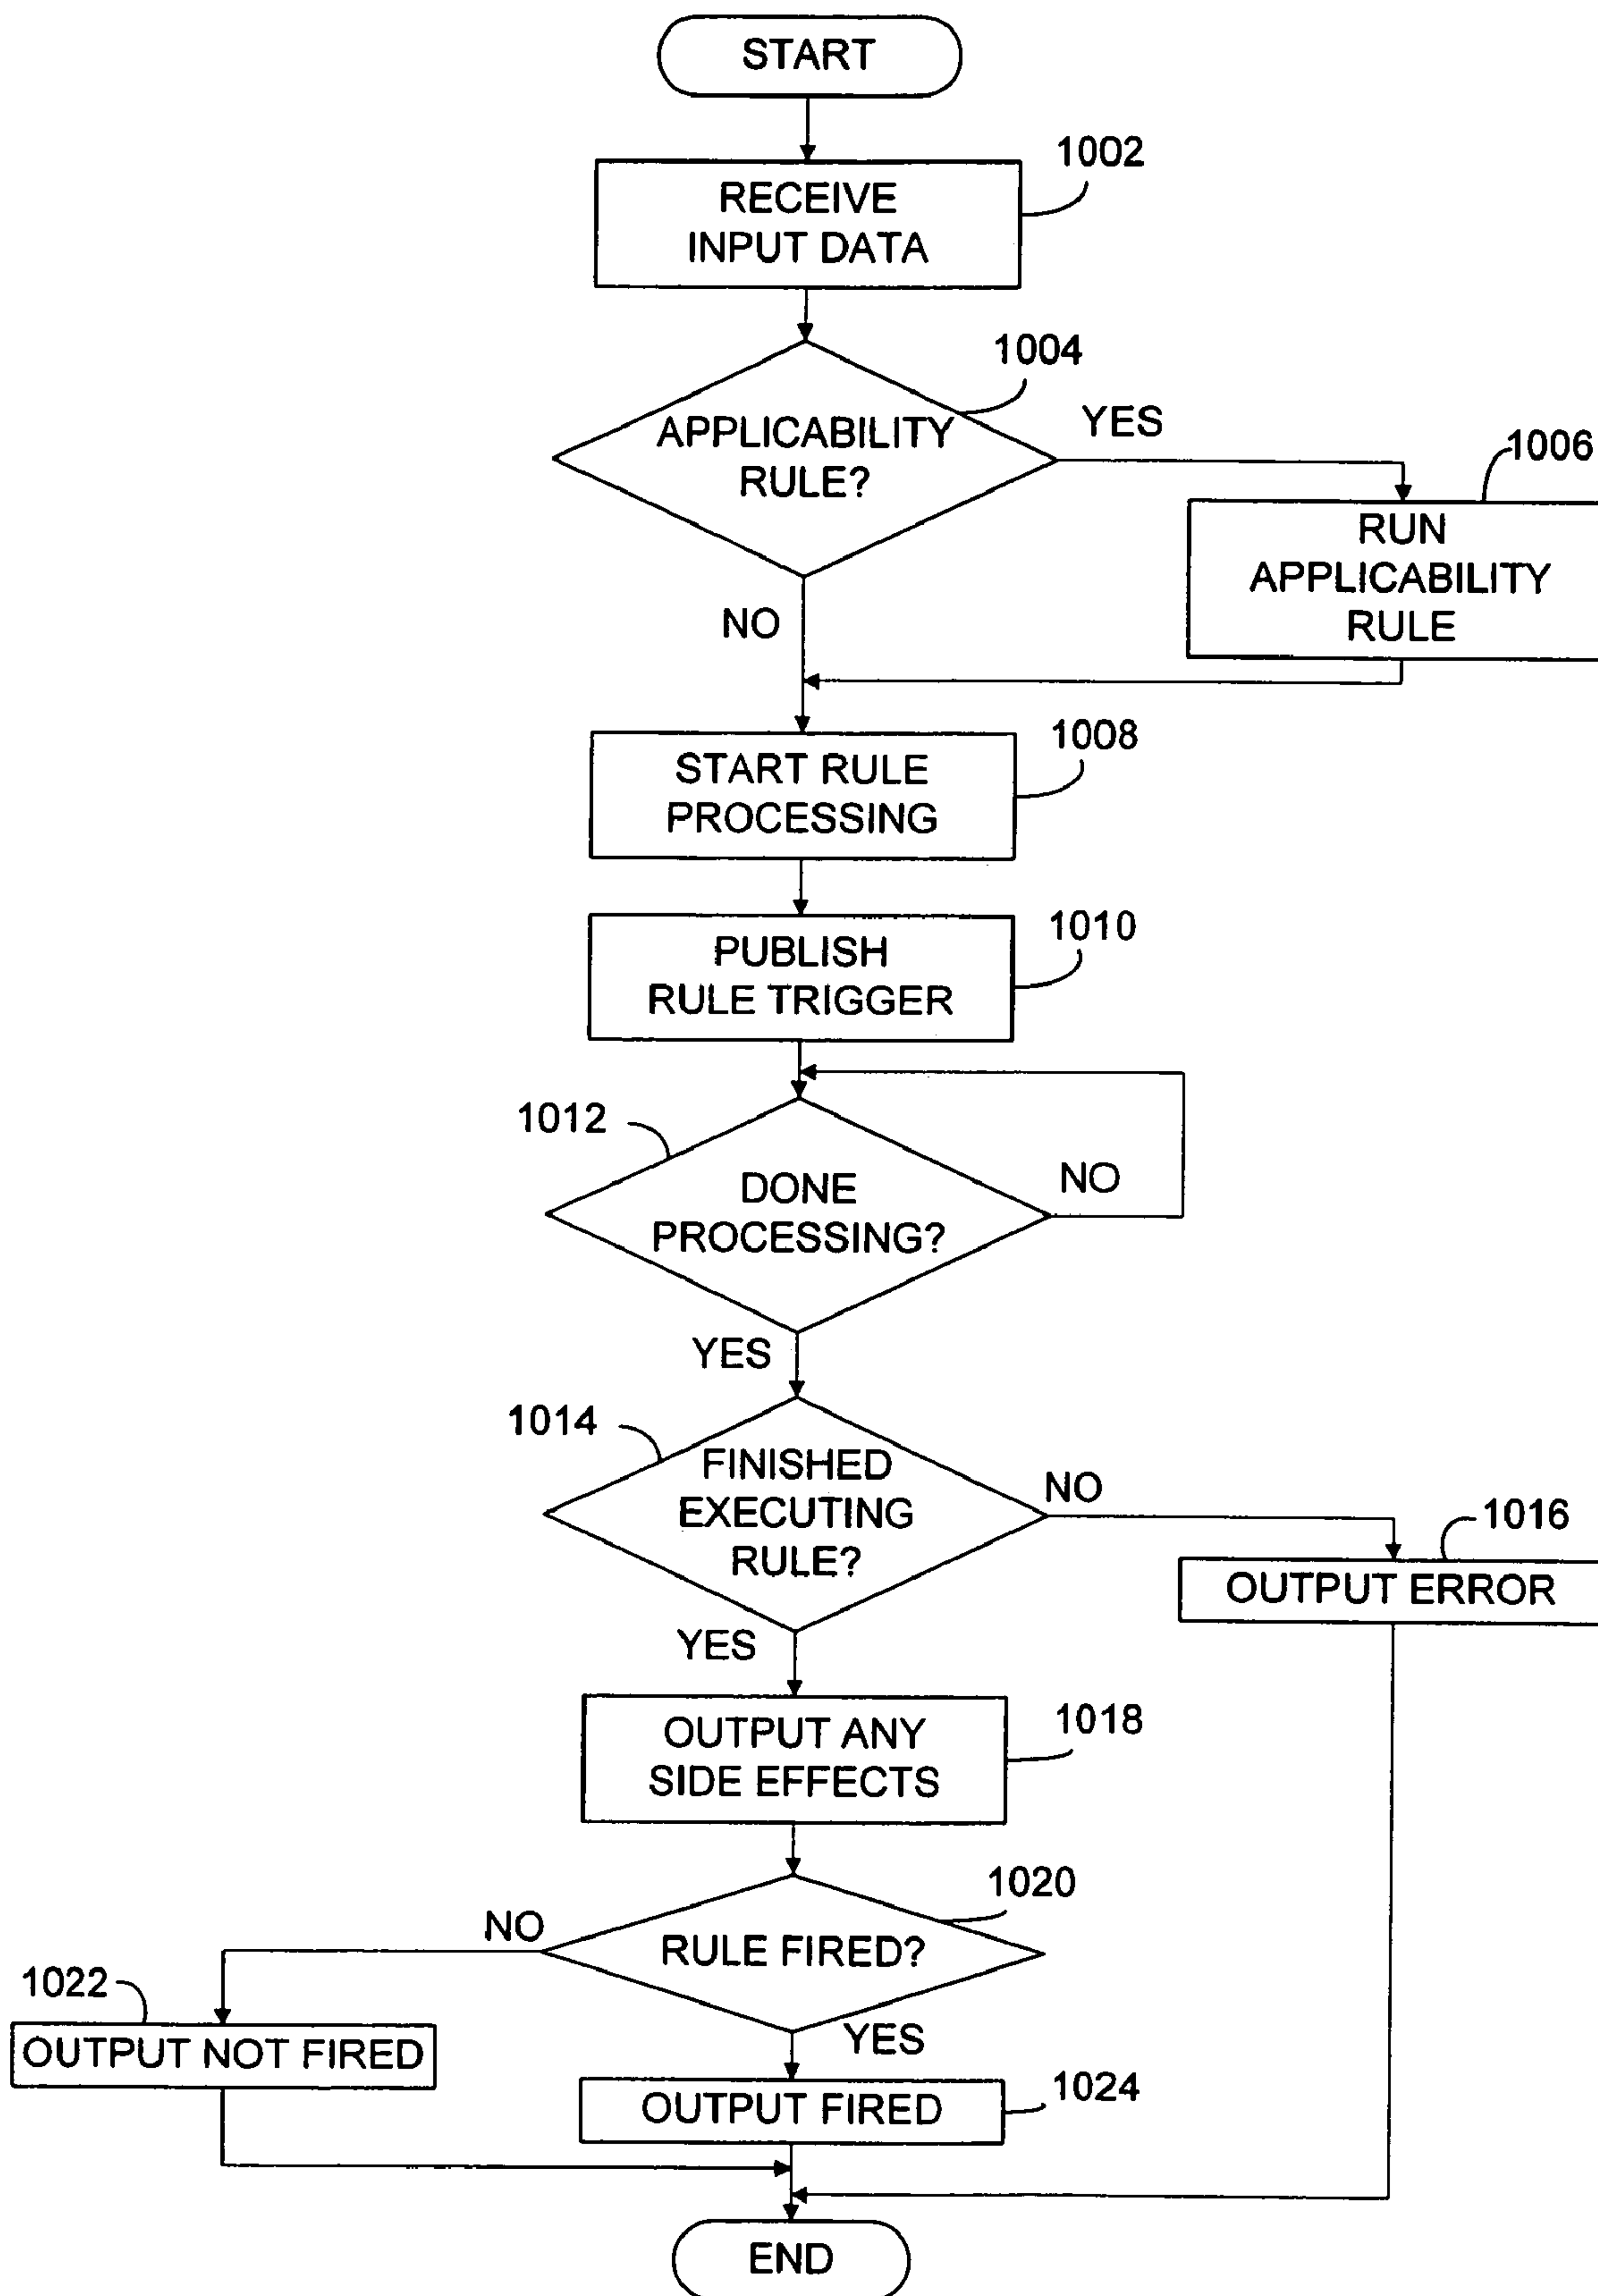 START
1002
RECEIVE
INPUT DATA
1004
APPLICABILITY
RULE?
YES
1006
RUN
APPLICABILITY
RULE
NO
1008
START RULE
PROCESSING
1010
PUBLISH
RULE TRIGGER
1012
DONE
PROCESSING?
NO
YES
1014
FINISHED
EXECUTING
RULE?
NO
1016
OUTPUT ERROR
YES
1018
OUTPUT ANY
SIDE EFFECTS
1020
RULE FIRED?
NO
1022
OUTPUT NOT FIRED
YES
1024
OUTPUT FIRED
END